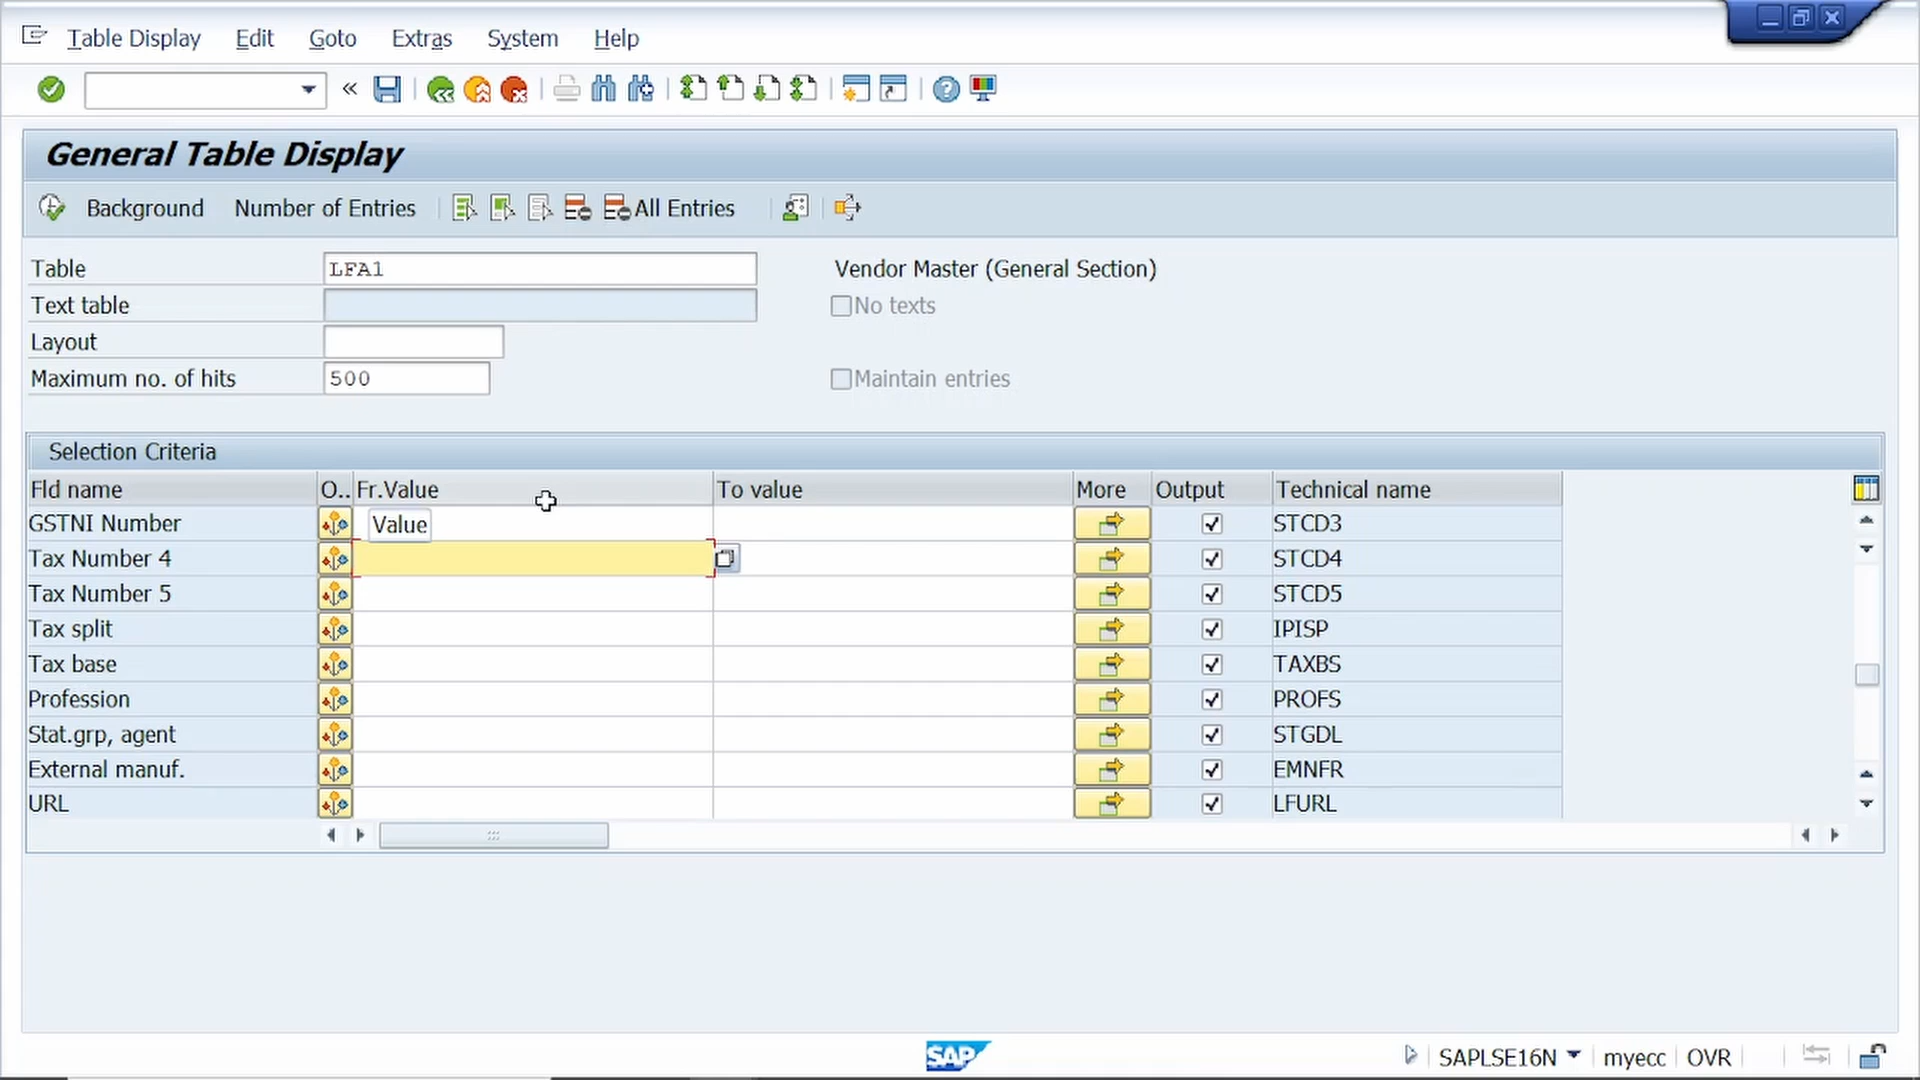 Table Display Edit Goto Extras System Help
General Table Display
Background Number of Entries All Entries
Table LFA1 Vendor Master (General Section)
Text table No texts
Layout
Maximum no. of hits 500 Maintain entries
Selection Criteria
Fld name O.. Fr.Value To value More Output Technical name
GSTNI Number Value STCD3
Tax Number 4 STCD4
Tax Number 5 STCD5
Tax split IPISP
Tax base TAXBS
Profession PROFS
Stat.grp, agent STGDL
External manuf. EMNFR
URL LFURL
SAP SAPLSE16N myecc OVR